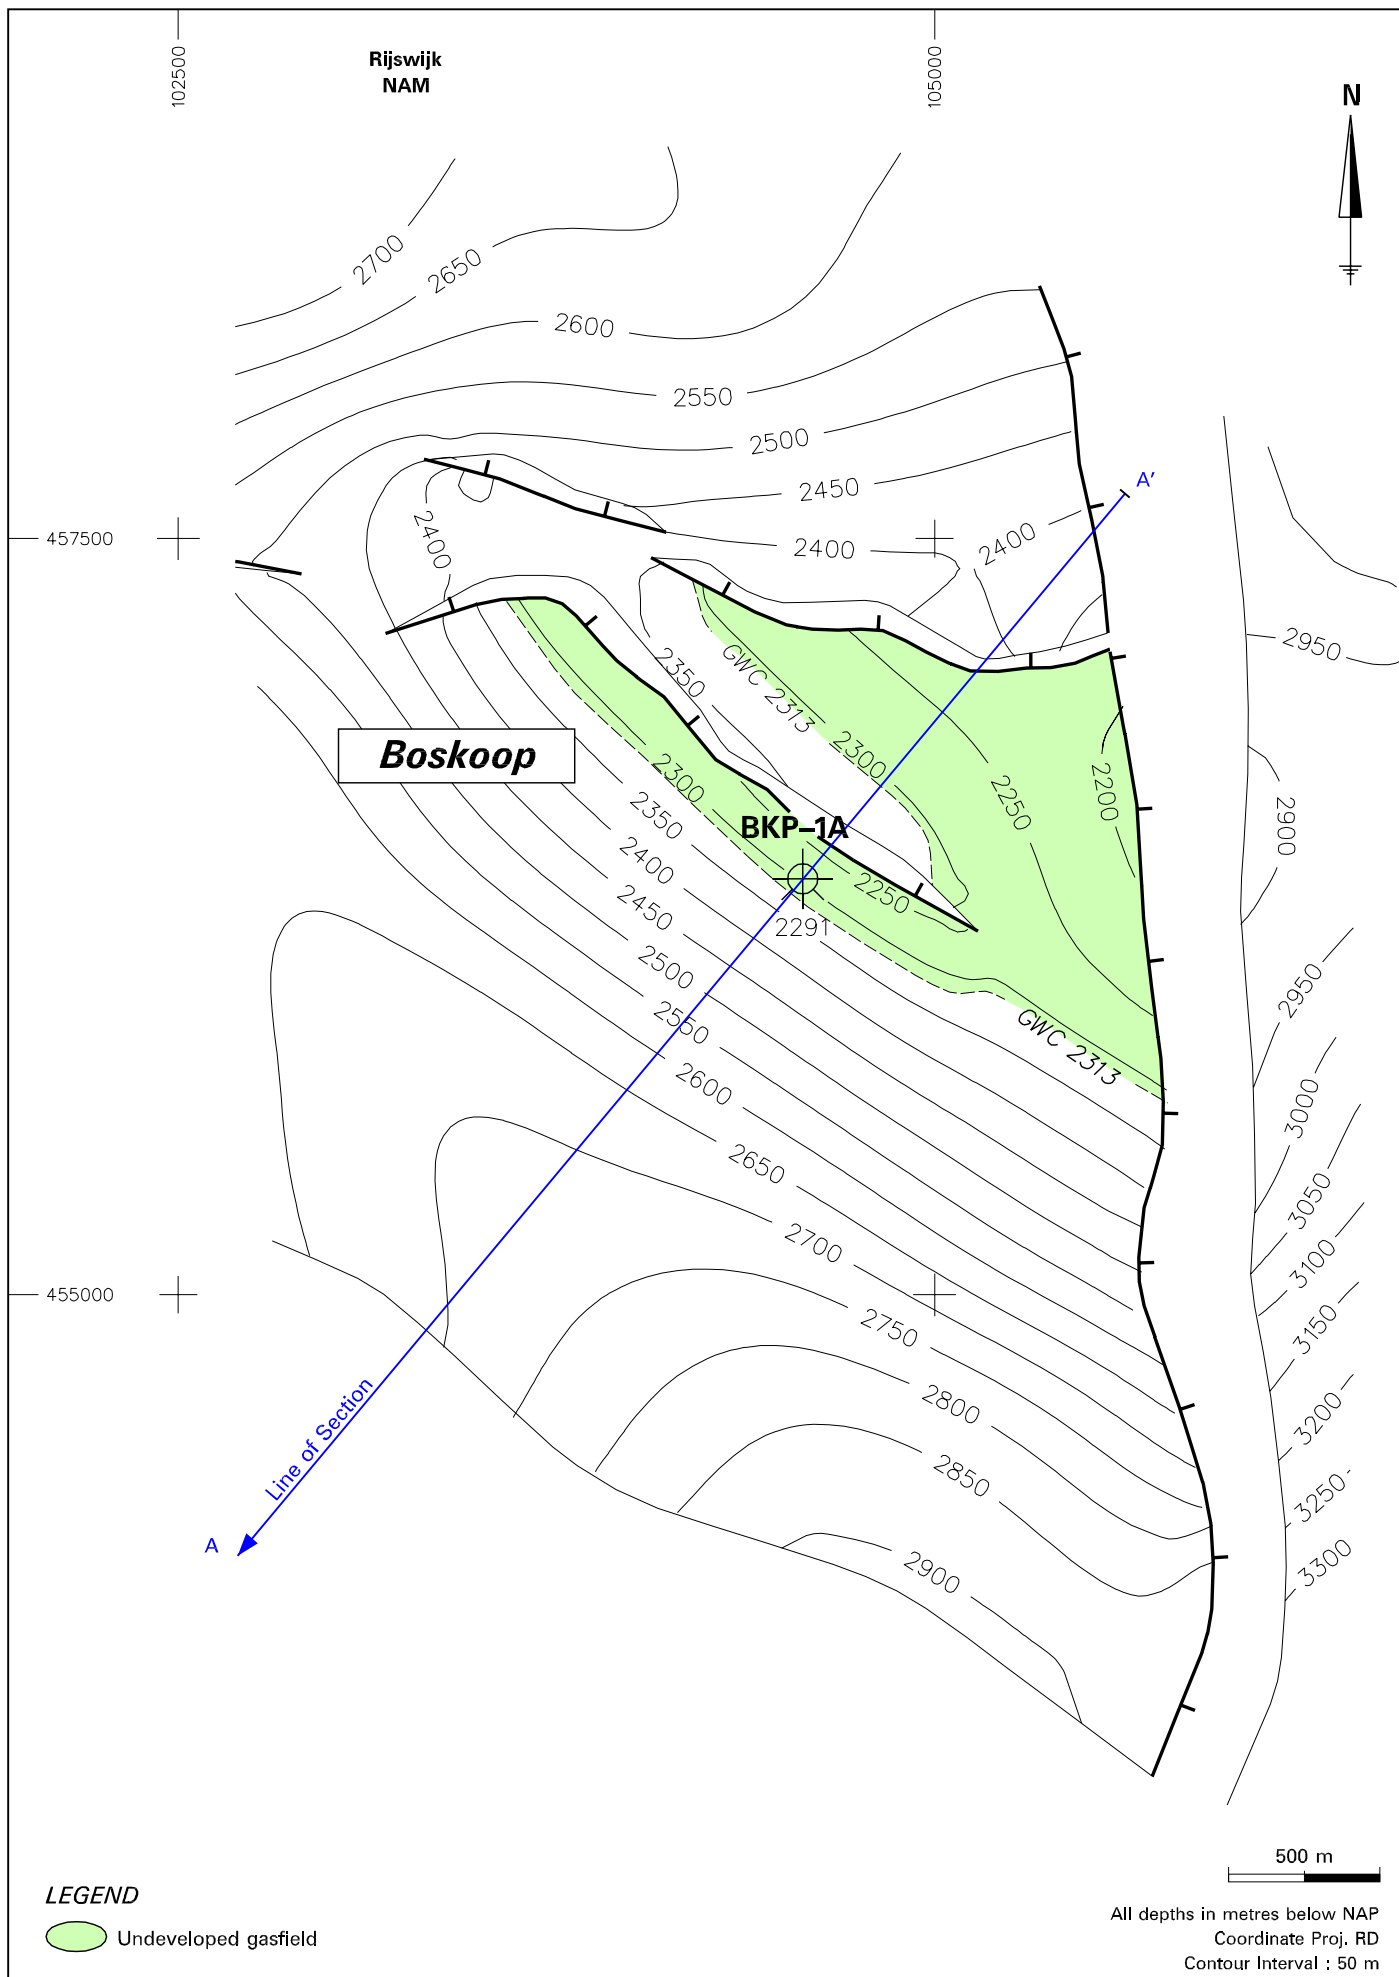 102500
105000
Rijswijk
NAM
N
2700
2650
2600
2550
2500
2450
2400
2400
2400
A'
457500
2950
2350
GWC 2313
2300
2250
2200
Boskoop
2300
2900
2350
BKP-1A
2400
2250
2450
2291
2500
2950
2550
GWC 2313
2600
3000
2650
3050
2700
3100
455000
2750
3150
2800
3200
Line of Section
2850
3250
A
2900
3300
500 m
LEGEND
Undeveloped gasfield
All depths in metres below NAP
Coordinate Proj. RD
Contour Interval : 50 m